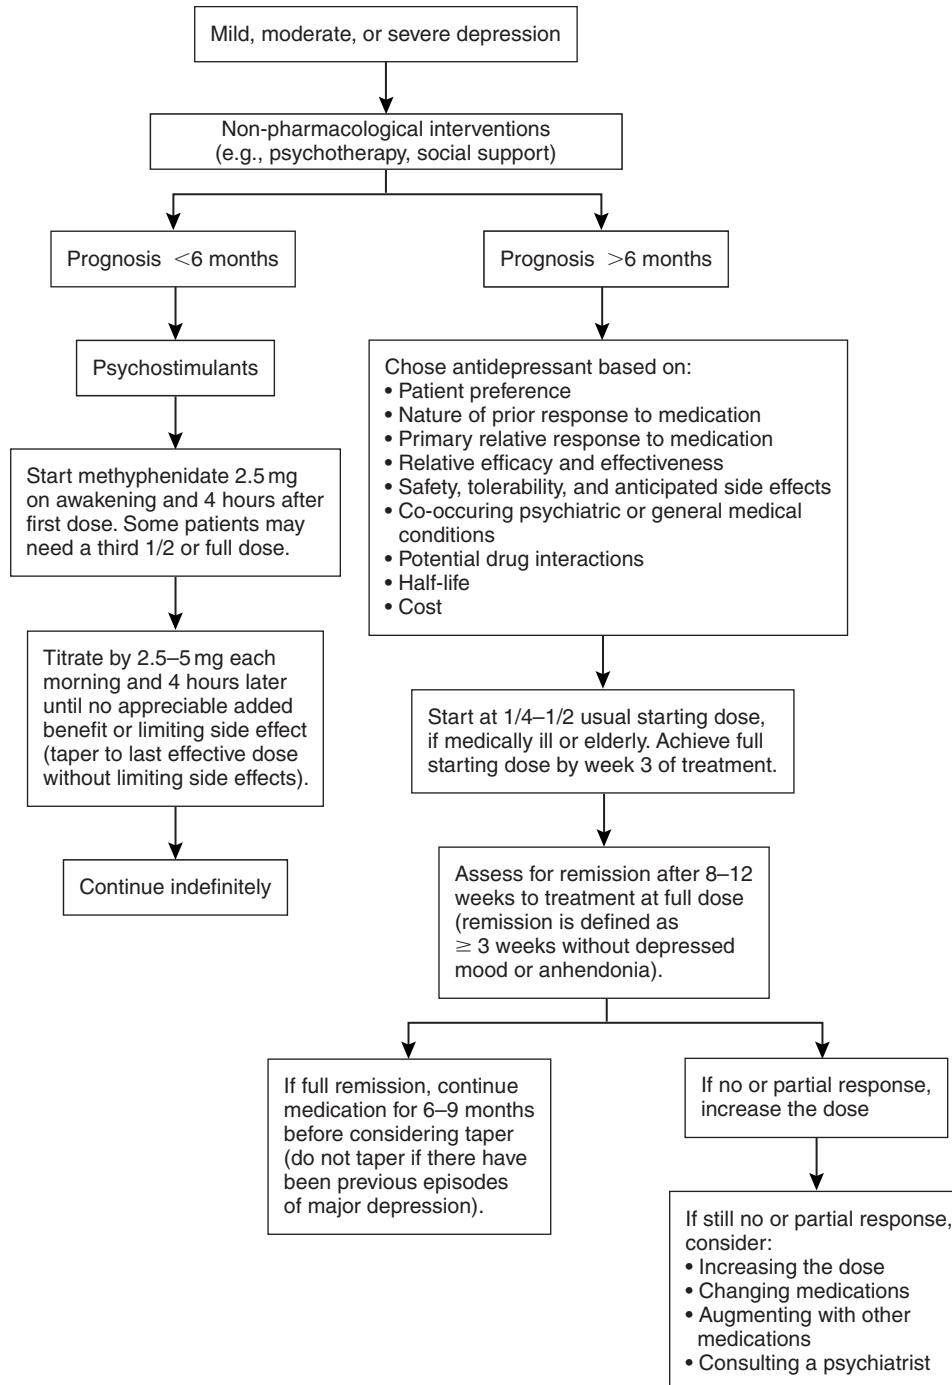 Mild, moderate, or severe depression
Non-pharmacological interventions
(e.g., psychotherapy, social support)
Prognosis <6 months
Psychostimulants
Start methyphenidate 2.5 mg
on awakening and 4 hours after
first dose. Some patients may
need a third 1/2 or full dose.
Titrate by 2.5–5 mg each
morning and 4 hours later
until no appreciable added
benefit or limiting side effect
(taper to last effective dose
without limiting side effects).
Continue indefinitely
Prognosis >6 months
Chose antidepressant based on:
• Patient preference
• Nature of prior response to medication
• Primary relative response to medication
• Relative efficacy and effectiveness
• Safety, tolerability, and anticipated side effects
• Co-occuring psychiatric or general medical
conditions
• Potential drug interactions
• Half-life
• Cost
Start at 1/4–1/2 usual starting dose,
if medically ill or elderly. Achieve full
starting dose by week 3 of treatment.
Assess for remission after 8–12
weeks to treatment at full dose
(remission is defined as
≥ 3 weeks without depressed
mood or anhendonia).
If full remission, continue
medication for 6–9 months
before considering taper
(do not taper if there have
been previous episodes
of major depression).
If no or partial response,
increase the dose
If still no or partial response,
consider:
• Increasing the dose
• Changing medications
• Augmenting with other
medications
• Consulting a psychiatrist